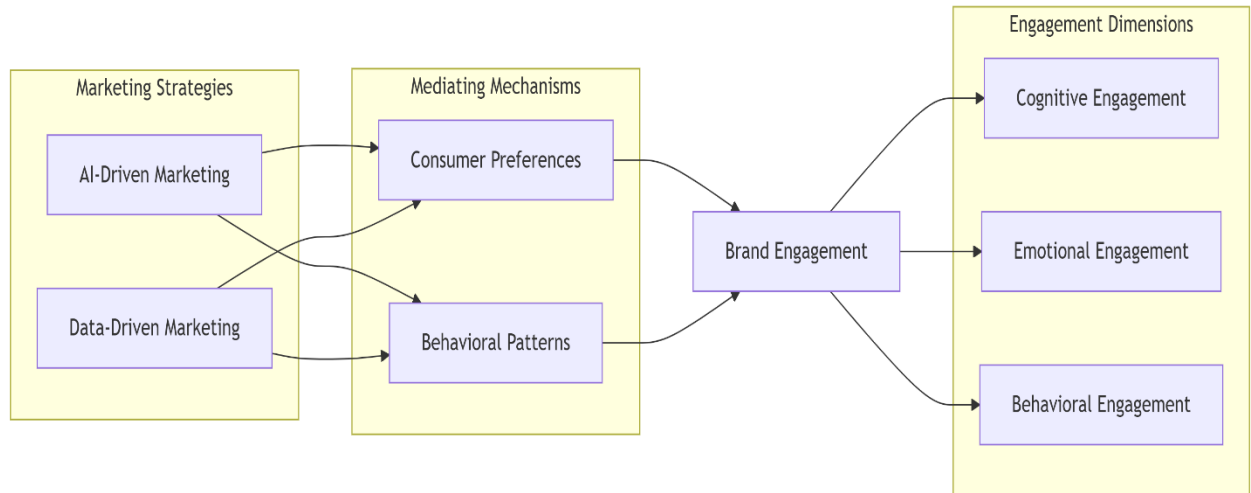 Marketing Strategies
AI-Driven Marketing
Data-Driven Marketing
Mediating Mechanisms
Consumer Preferences
Behavioral Patterns
Brand Engagement
Engagement Dimensions
Cognitive Engagement
Emotional Engagement
Behavioral Engagement